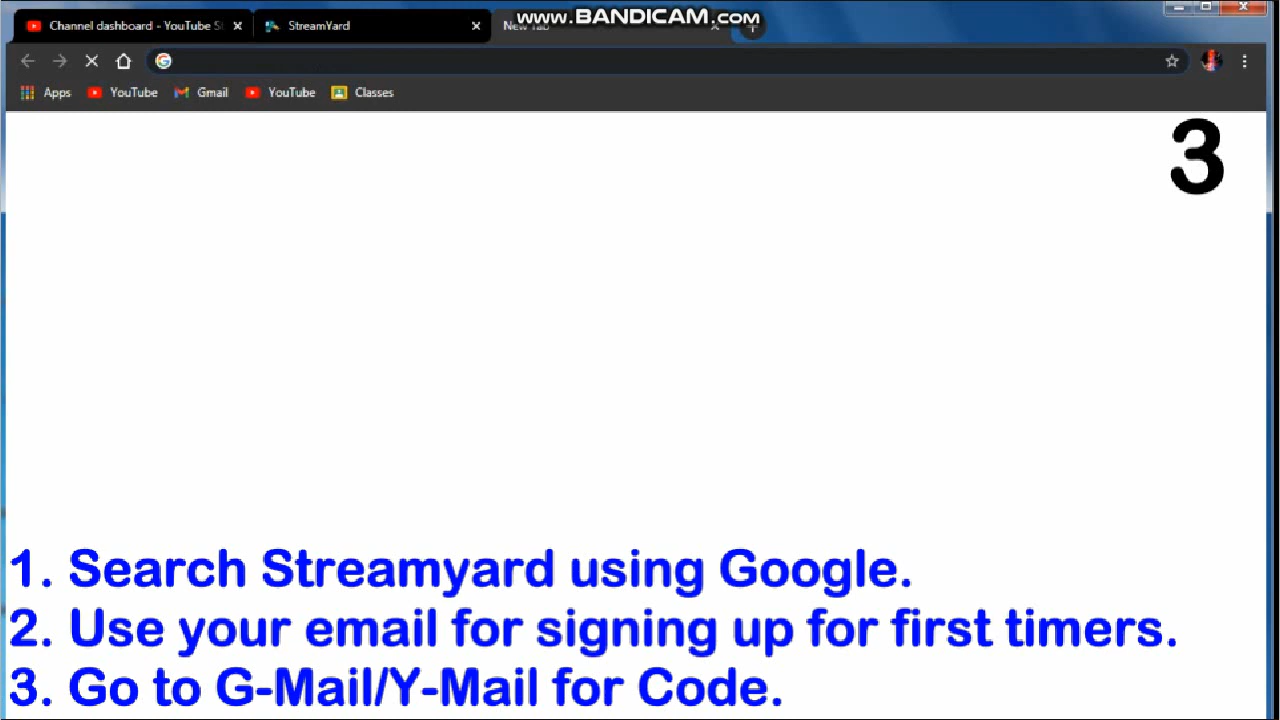 www.BANDICAM.com
Channel dashboard - YouTube St
StreamYard
New Tab
Apps
YouTube
Gmail
YouTube
Classes
3
1. Search Streamyard using Google.
2. Use your email for signing up for first timers.
3. Go to G-Mail/Y-Mail for Code.